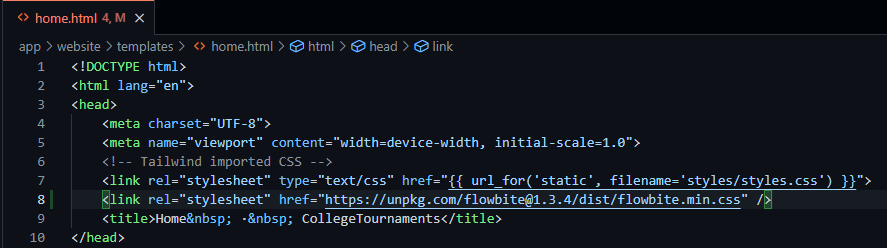 home.html 4, M
app > website > templates > home.html > html > head > link
1 <!DOCTYPE html>
2 <html lang="en">
3 <head>
4 <meta charset="UTF-8">
5 <meta name="viewport" content="width=device-width, initial-scale=1.0">
6 <!-- Tailwind imported CSS -->
7 <link rel="stylesheet" type="text/css" href="{{ url_for('static', filename='styles/styles.css') }}">
8 <link rel="stylesheet" href="https://unpkg.com/flowbite@1.3.4/dist/flowbite.min.css" />
9 <title>Home&nbsp; ·&nbsp; CollegeTournaments</title>
10 </head>